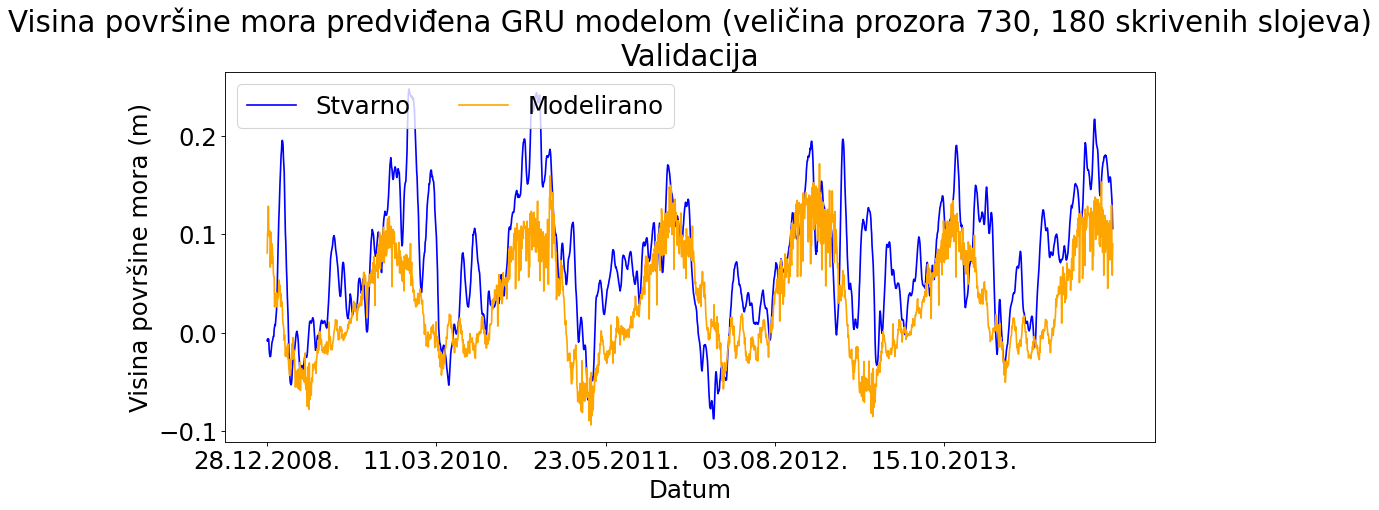 Visina površine mora predviđena GRU modelom (veličina prozora 730, 180 skrivenih slojeva)
Validacija
Stvarno
Modelirano
Visina površine mora (m)
0.2
0.1
0.0
−0.1
28.12.2008.
11.03.2010.
23.05.2011.
03.08.2012.
15.10.2013.
Datum